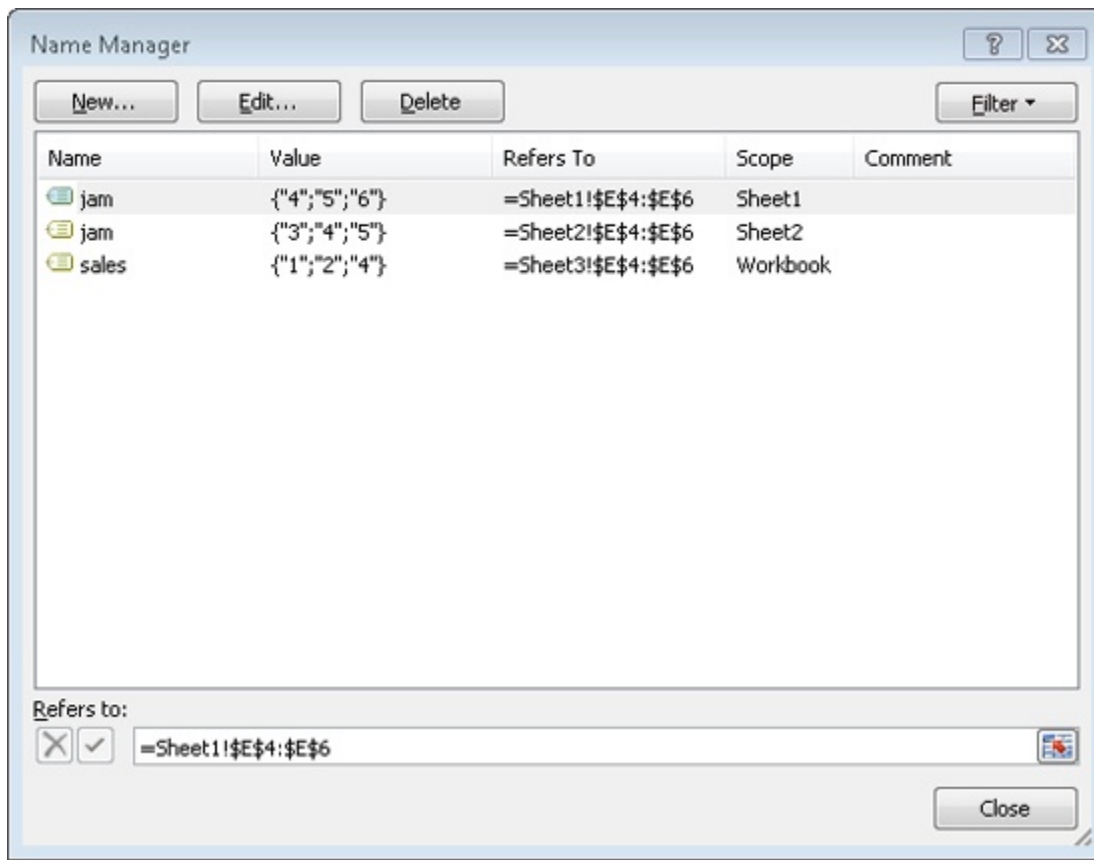 Name Manager
New... Edit... Delete Filter
Name Value Refers To Scope Comment
jam {"4";"5";"6"} =Sheet1!$E$4:$E$6 Sheet1
jam {"3";"4";"5"} =Sheet2!$E$4:$E$6 Sheet2
sales {"1";"2";"4"} =Sheet3!$E$4:$E$6 Workbook
Refers to:
=Sheet1!$E$4:$E$6
Close